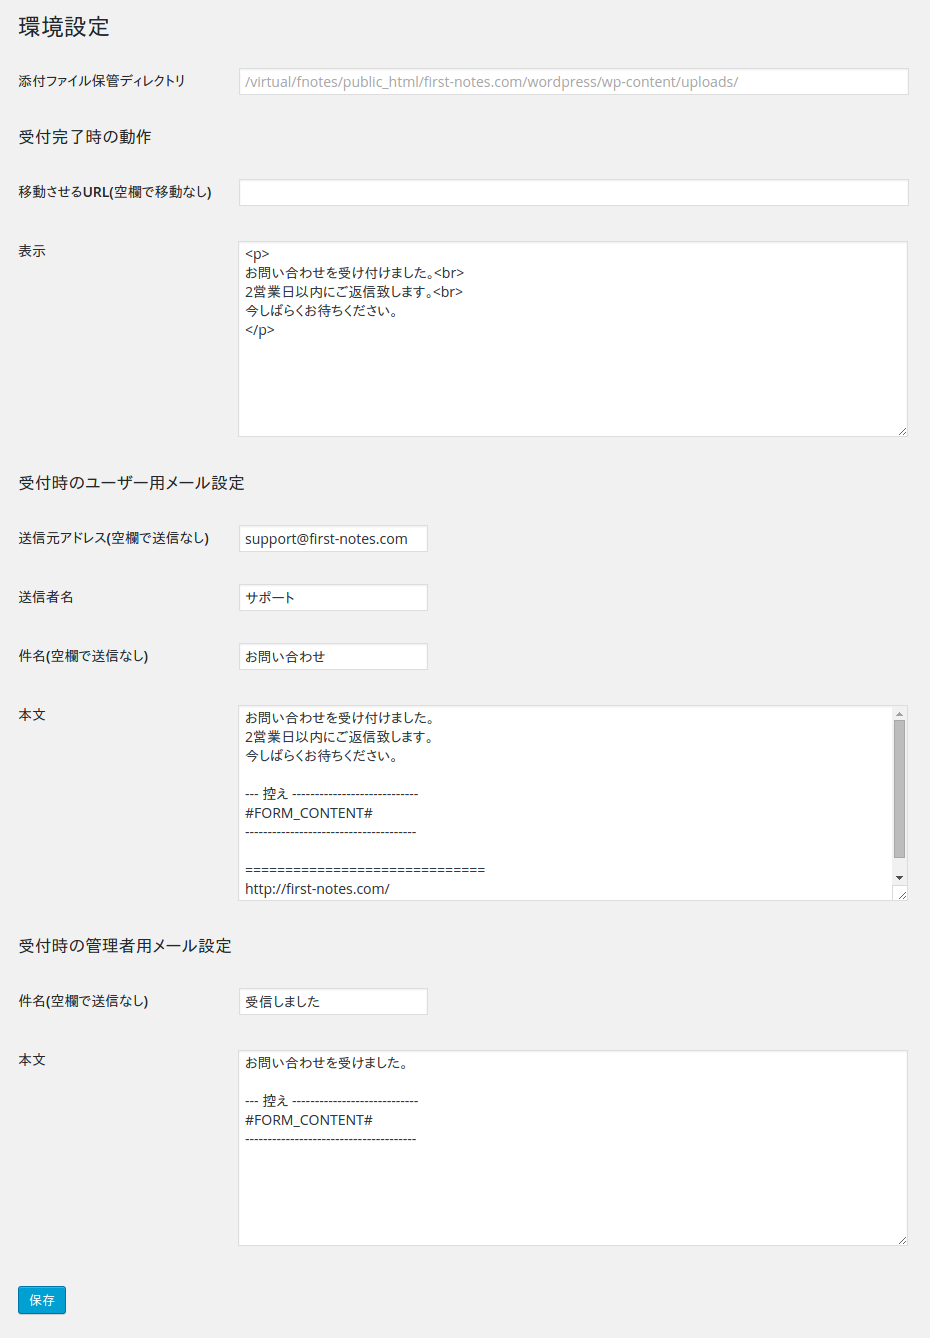 環境設定
添付ファイル保管ディレクトリ
/virtual/fnotes/public_html/first-notes.com/wordpress/wp-content/uploads/
受付完了時の動作
移動させるURL(空欄で移動なし)
表示
<p>
お問い合わせを受け付けました。<br>
2営業日以内にご返信致します。<br>
今しばらくお待ちください。
</p>
受付時のユーザー用メール設定
送信元アドレス(空欄で送信なし)
support@first-notes.com
送信者名
サポート
件名(空欄で送信なし)
お問い合わせ
本文
お問い合わせを受け付けました。
2営業日以内にご返信致します。
今しばらくお待ちください。
--- 控え ----------------------------
#FORM_CONTENT#
--------------------------------------
==============================
http://first-notes.com/
受付時の管理者用メール設定
件名(空欄で送信なし)
受信しました
本文
お問い合わせを受けました。
--- 控え ----------------------------
#FORM_CONTENT#
--------------------------------------
保存